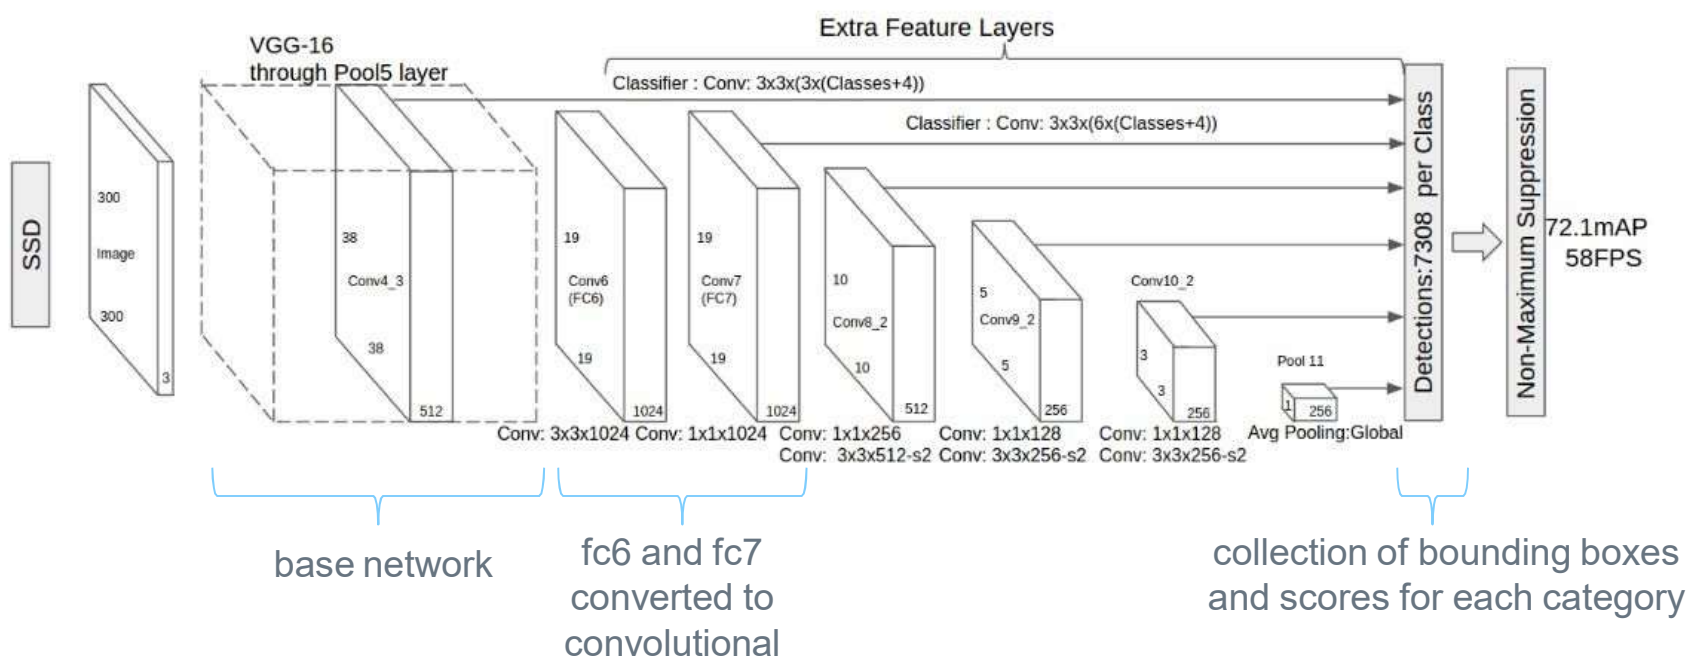 Extra Feature Layers
VGG-16
through Pool5 layer
Classifier : Conv: 3x3x(3x(Classes+4))
Classifier : Conv: 3x3x(6x(Classes+4))
SSD
300
Image
300
3
38
Conv4_3
38
512
19
Conv6
(FC6)
19
1024
19
Conv7
(FC7)
19
1024
10
Conv8_2
10
512
5
Conv9_2
5
256
Conv10_2
3
3
256
Pool 11
1
256
Detections:7308 per Class
Non-Maximum Suppression
72.1mAP
58FPS
Conv: 3x3x1024
Conv: 1x1x1024
Conv: 1x1x256
Conv: 3x3x512-s2
Conv: 1x1x128
Conv: 3x3x256-s2
Conv: 1x1x128
Conv: 3x3x256-s2
Avg Pooling:Global
base network
fc6 and fc7
converted to
convolutional
collection of bounding boxes
and scores for each category